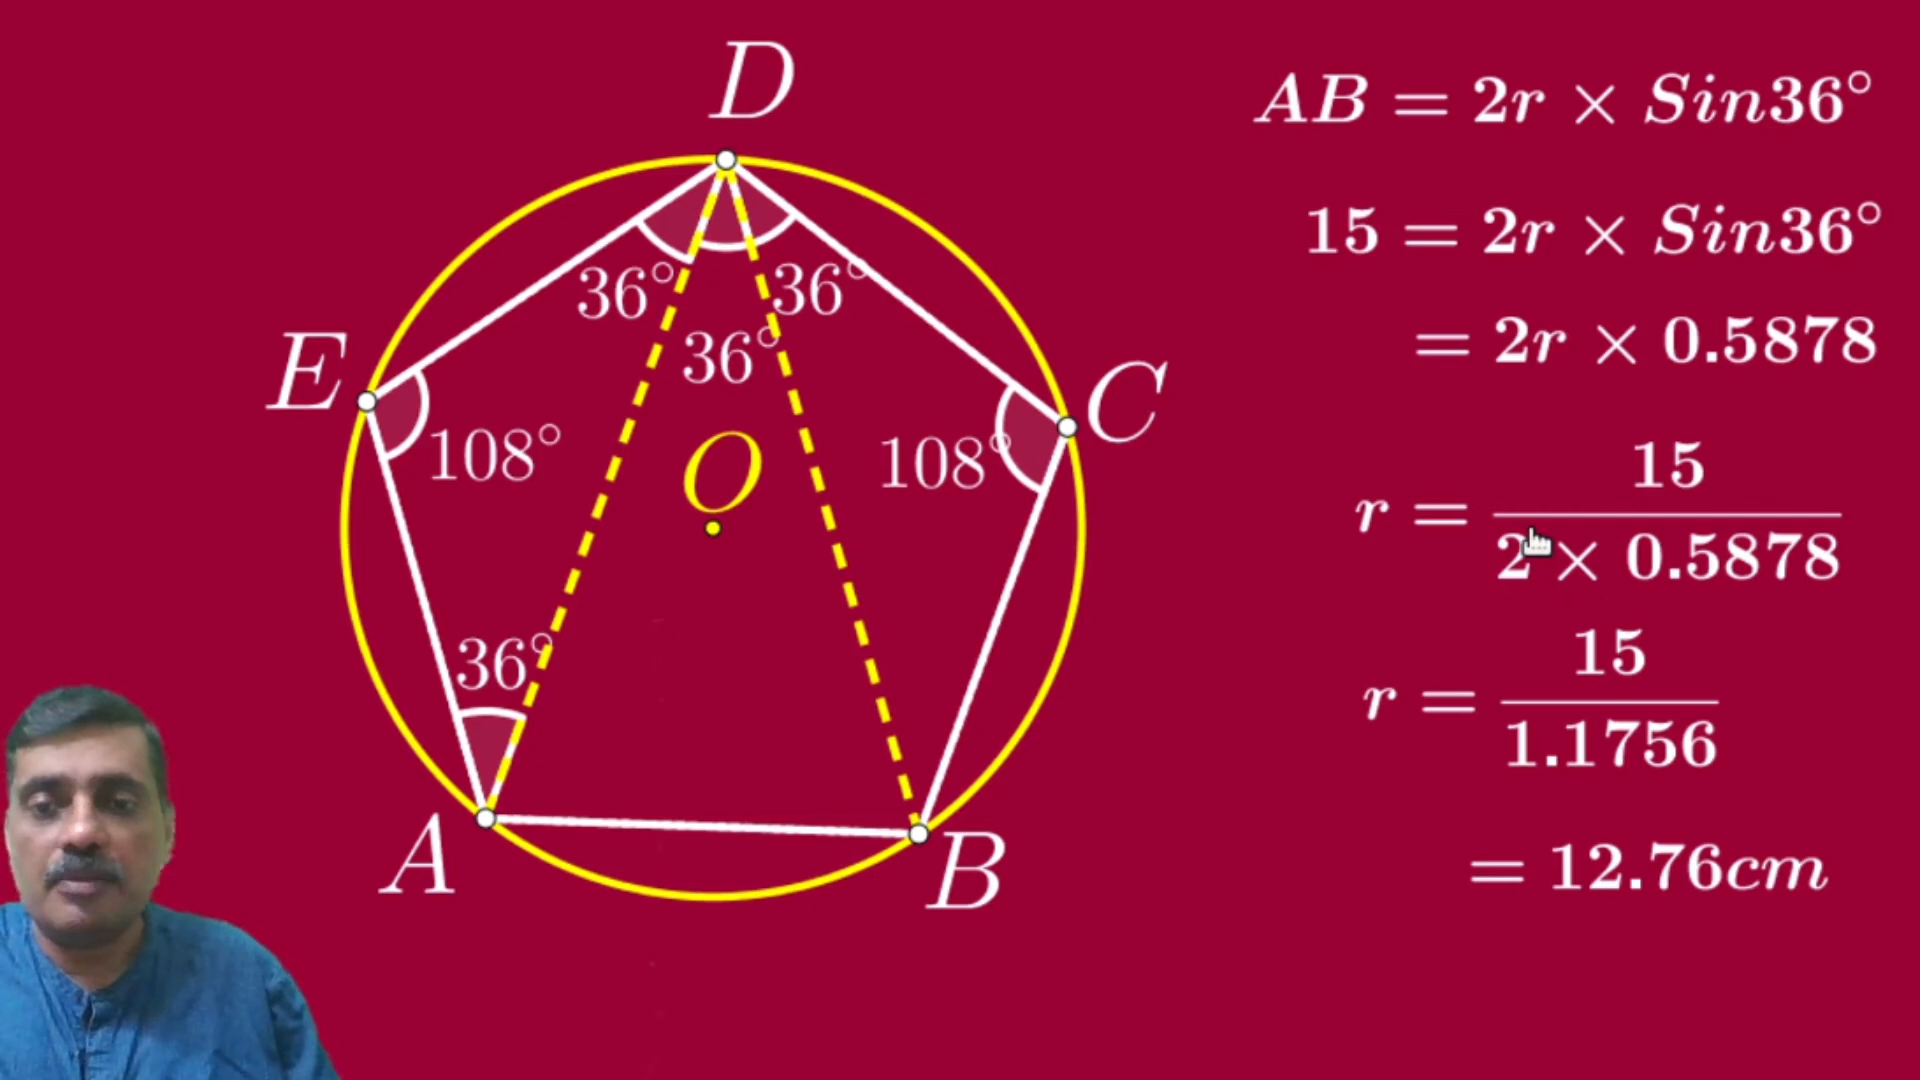 D
AB = 2r × Sin36°
15 = 2r × Sin36°
36° 36°
36°
= 2r × 0.5878
E
C
108°
O
108°
r = 15 / 2 × 0.5878
36°
r = 15 / 1.1756
A
B
= 12.76cm